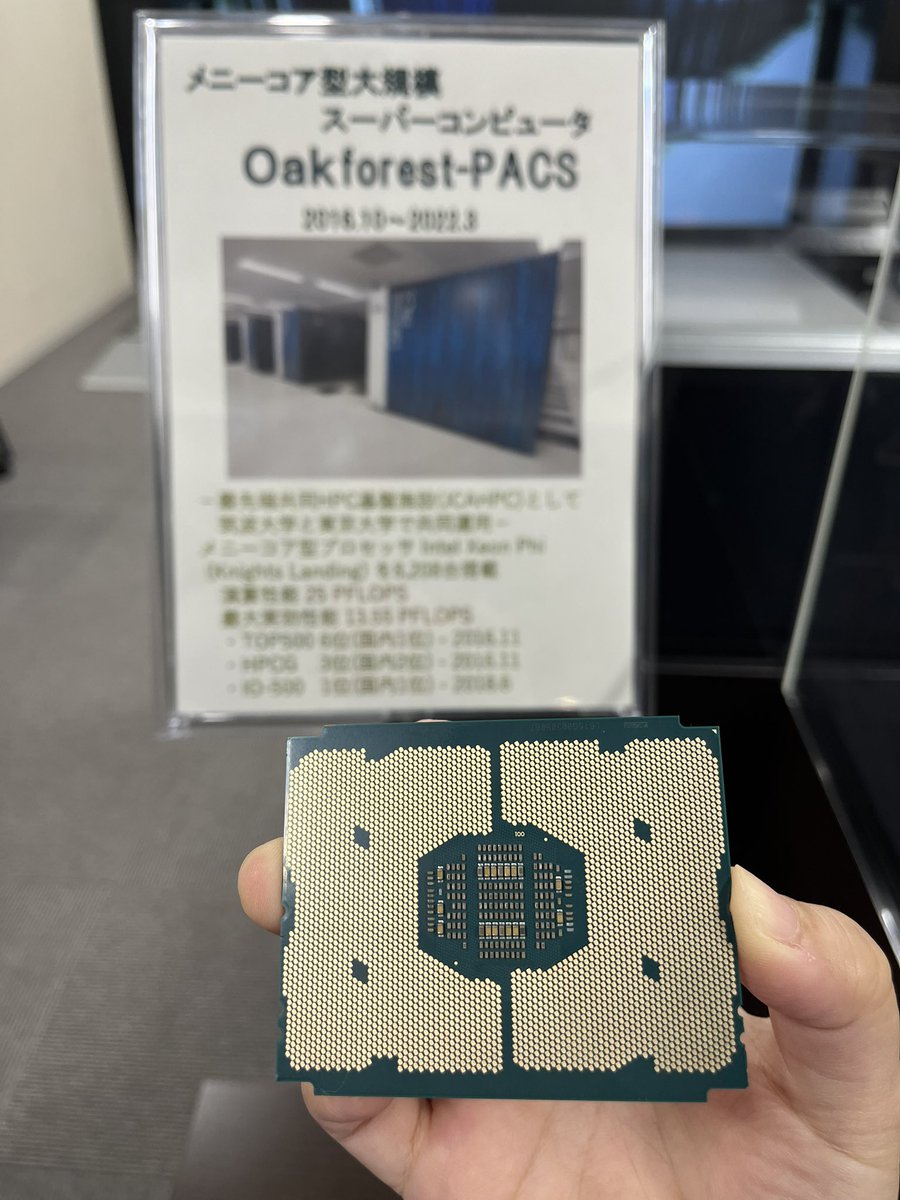 メニーコア型大規模
スーパーコンピュータ
Oakforest-PACS
2016.10～2022.3
－最先端共同HPC基盤施設(JCAHPC)として
筑波大学と東京大学で共同運用－
メニーコア型プロセッサ Intel Xeon Phi
(Knights Landing) を8,208台搭載
演算性能 25 PFLOPS
最大実効性能 13.55 PFLOPS
・TOP500 6位(国内1位) - 2016.11
・HPCG 3位(国内2位) - 2016.11
・IO-500 1位(国内1位) - 2018.6
100